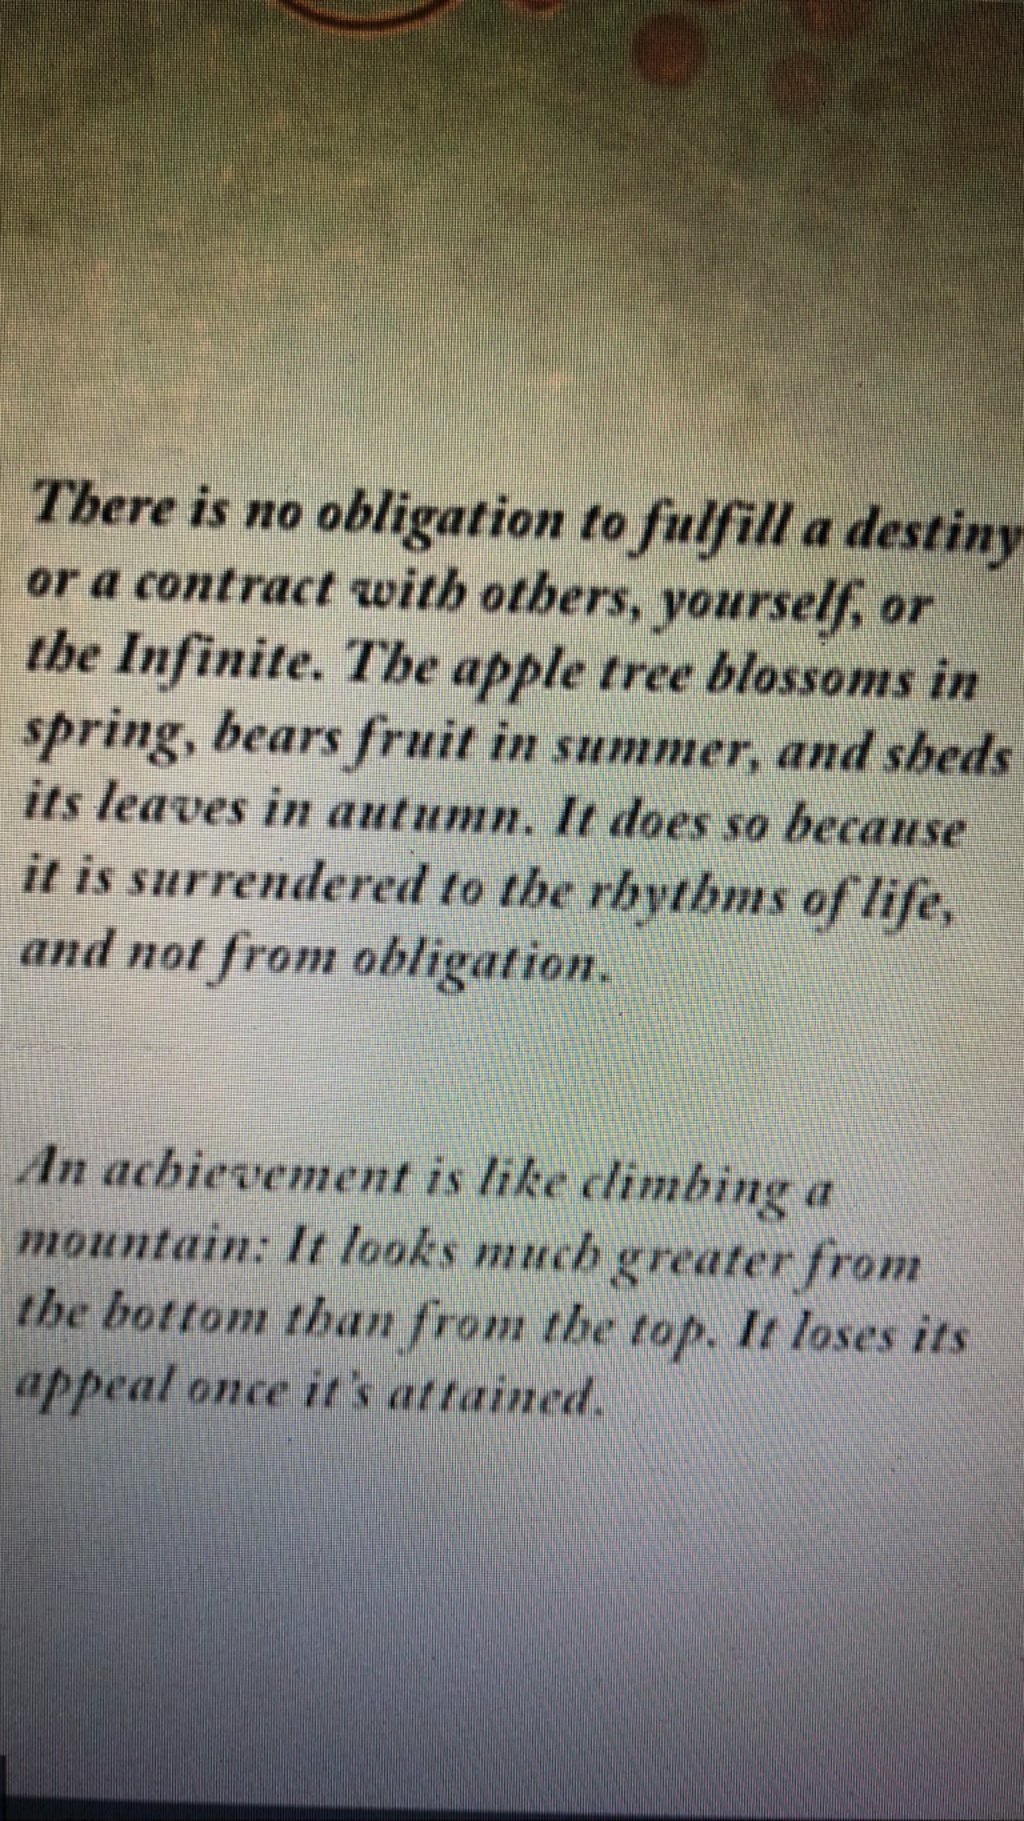 There is no obligation to fulfill a destiny
or a contract with others, yourself, or
the Infinite. The apple tree blossoms in
spring, bears fruit in summer, and sheds
its leaves in autumn. It does so because
it is surrendered to the rhythms of life,
and not from obligation.
An achievement is like climbing a
mountain: It looks much greater from
the bottom than from the top. It loses its
appeal once it's attained.